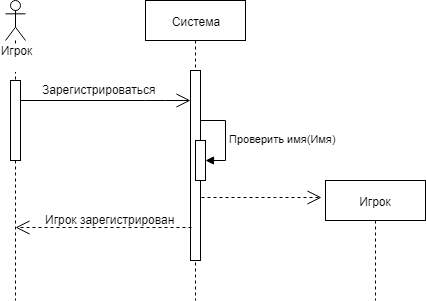 Игрок
Система
Зарегистрироваться
Проверить имя(Имя)
Игрок
Игрок зарегистрирован